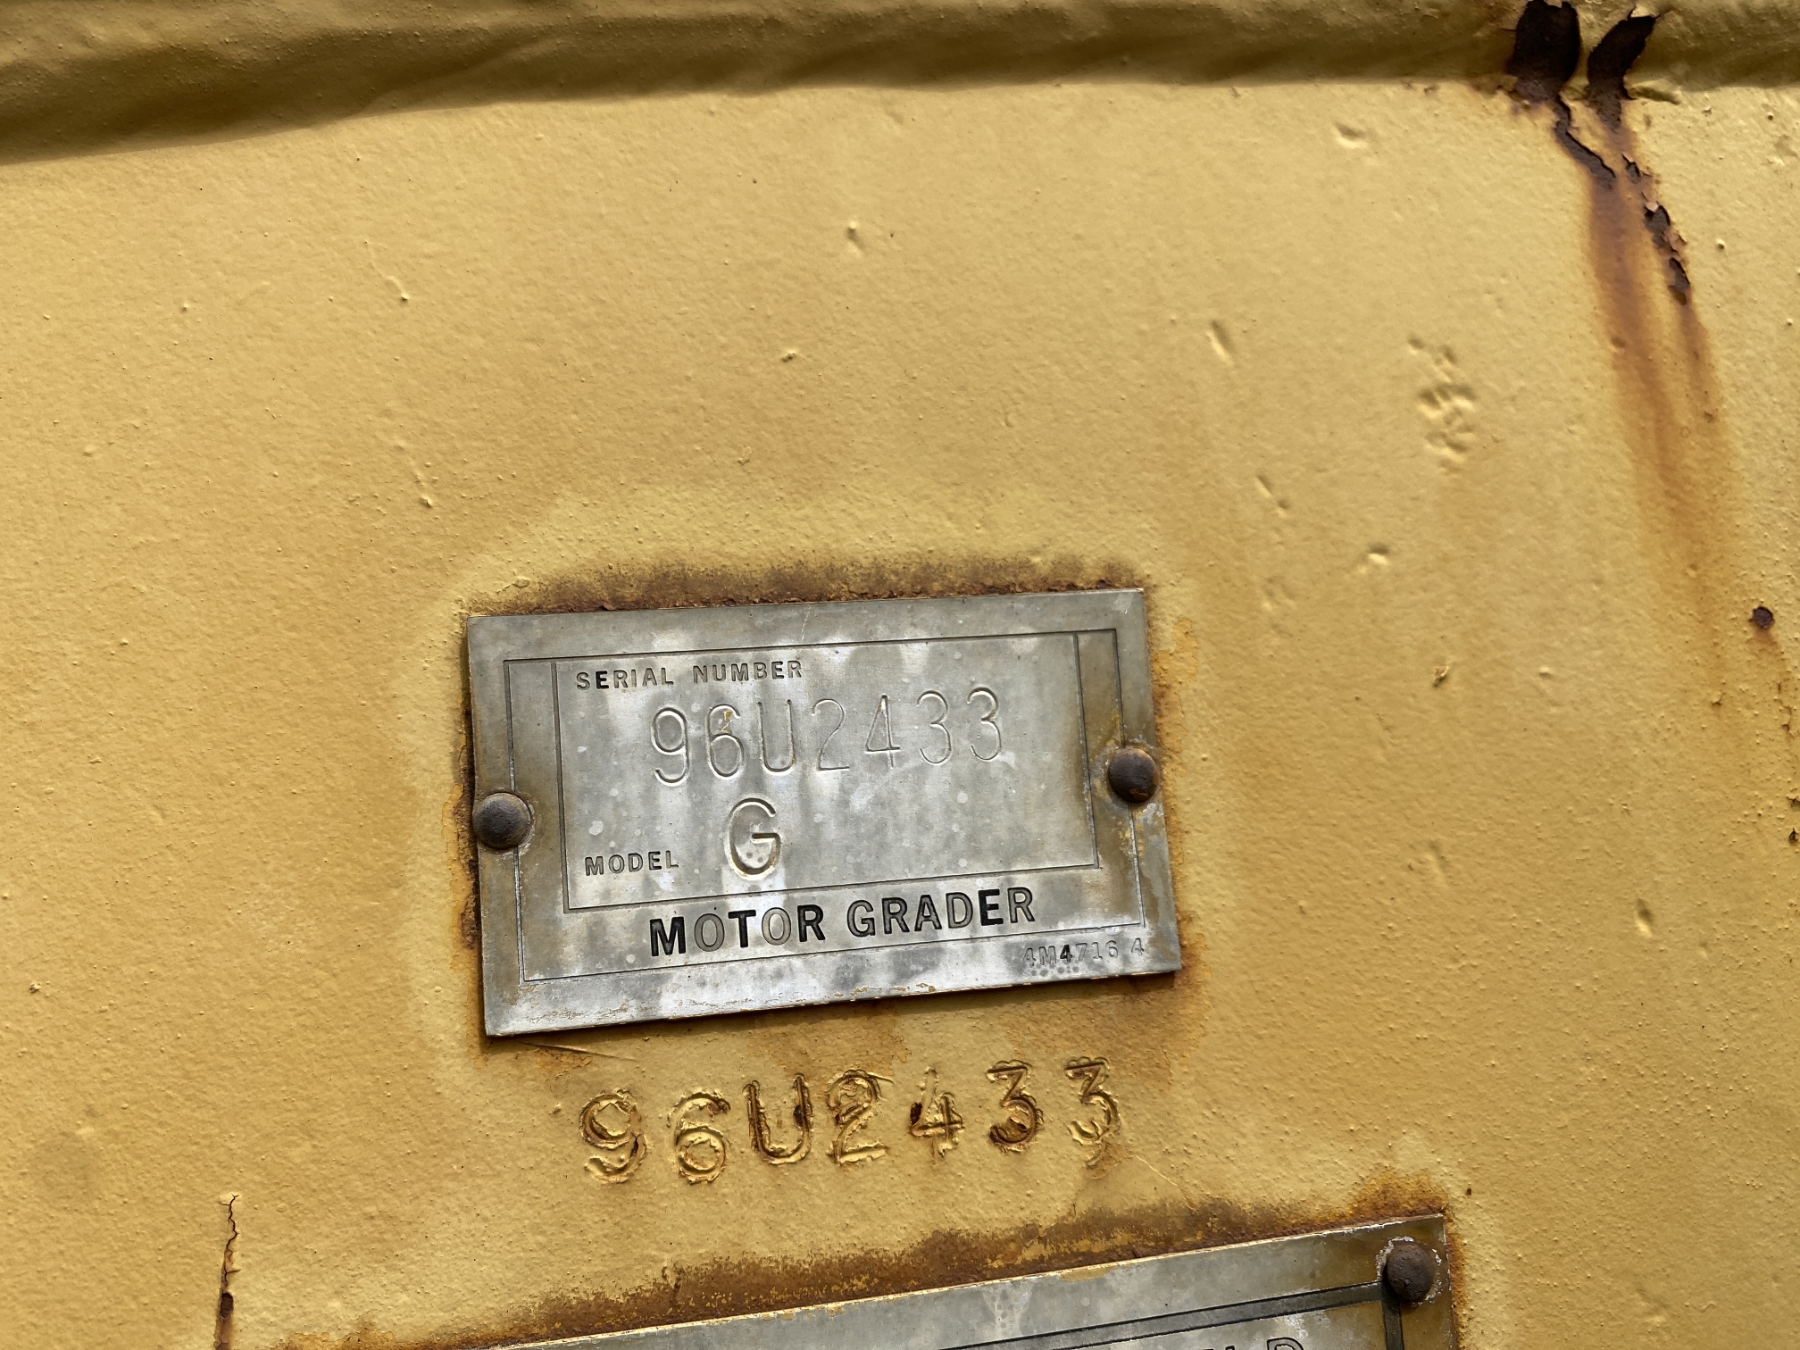 SERIAL NUMBER
96U2433
MODEL G
MOTOR GRADER
4M4716 4
96U2433